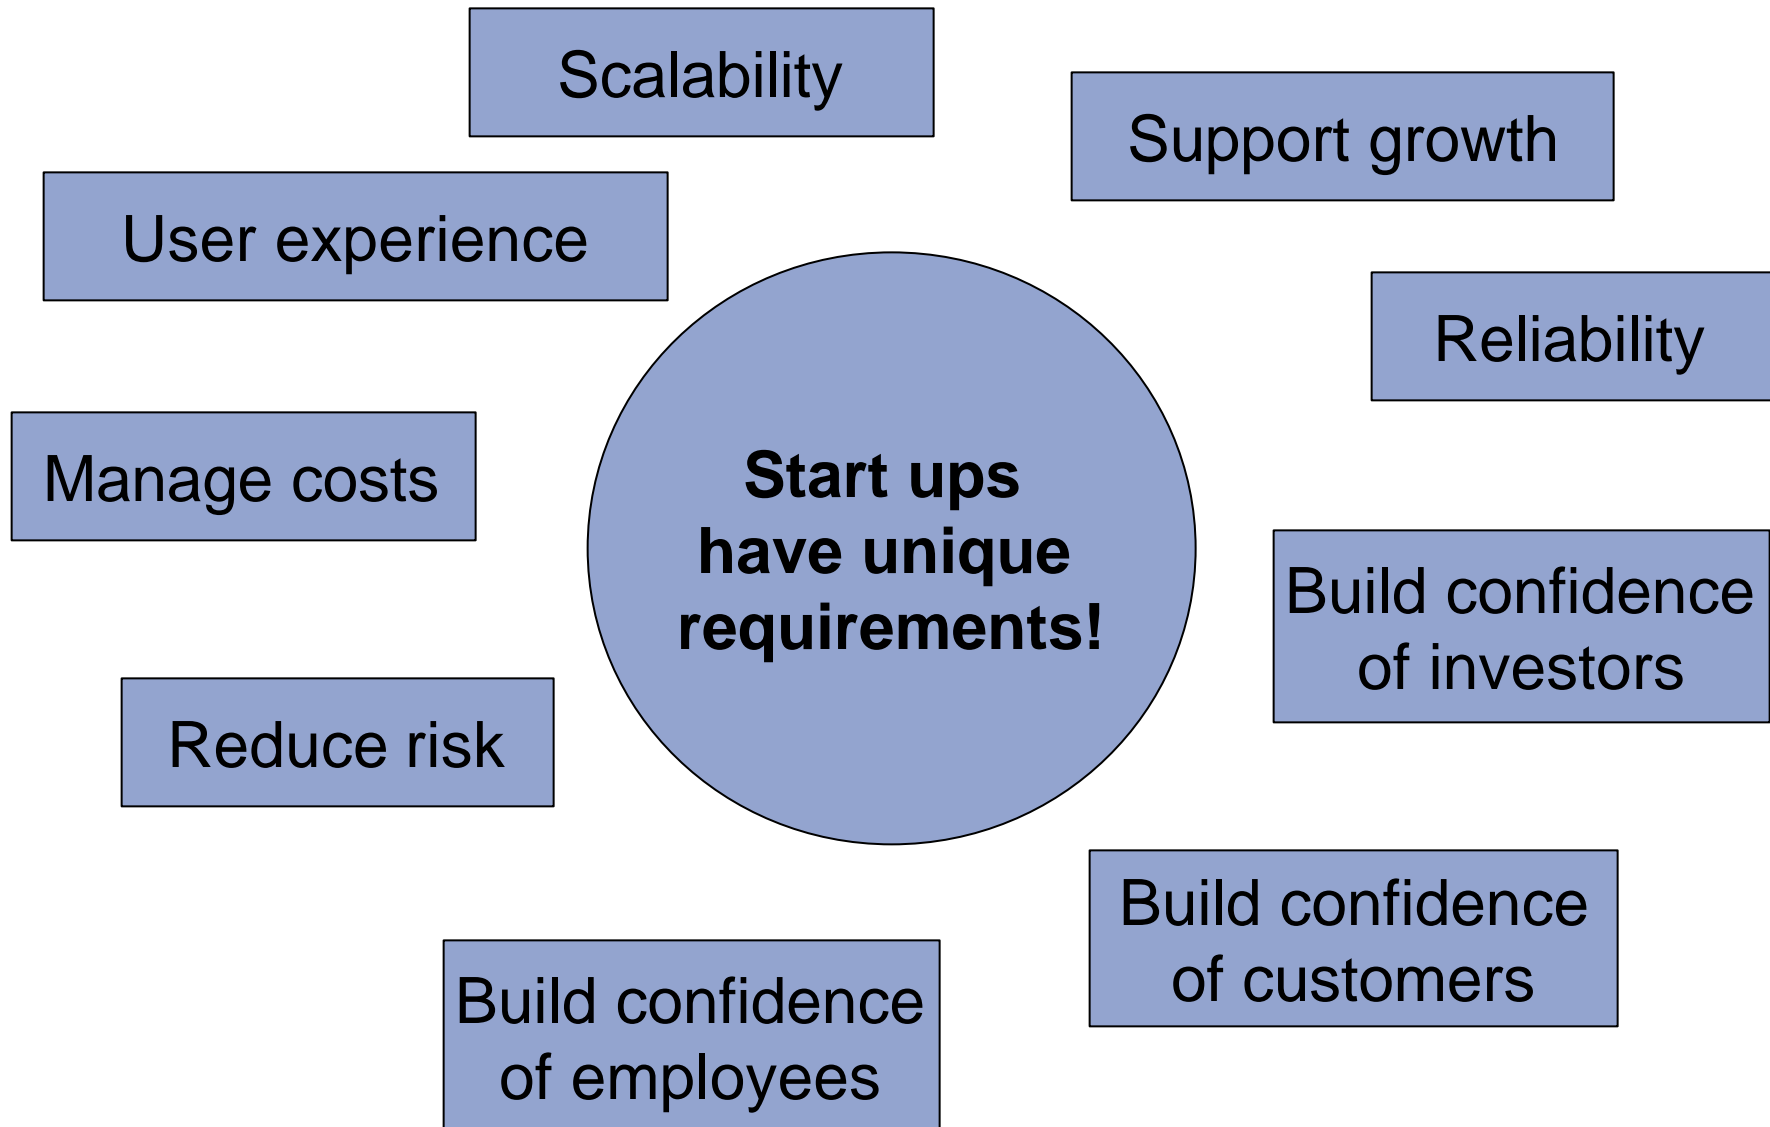 Scalability
Support growth
User experience
Reliability
Manage costs
Start ups
have unique
requirements!
Build confidence
of investors
Reduce risk
Build confidence
of customers
Build confidence
of employees